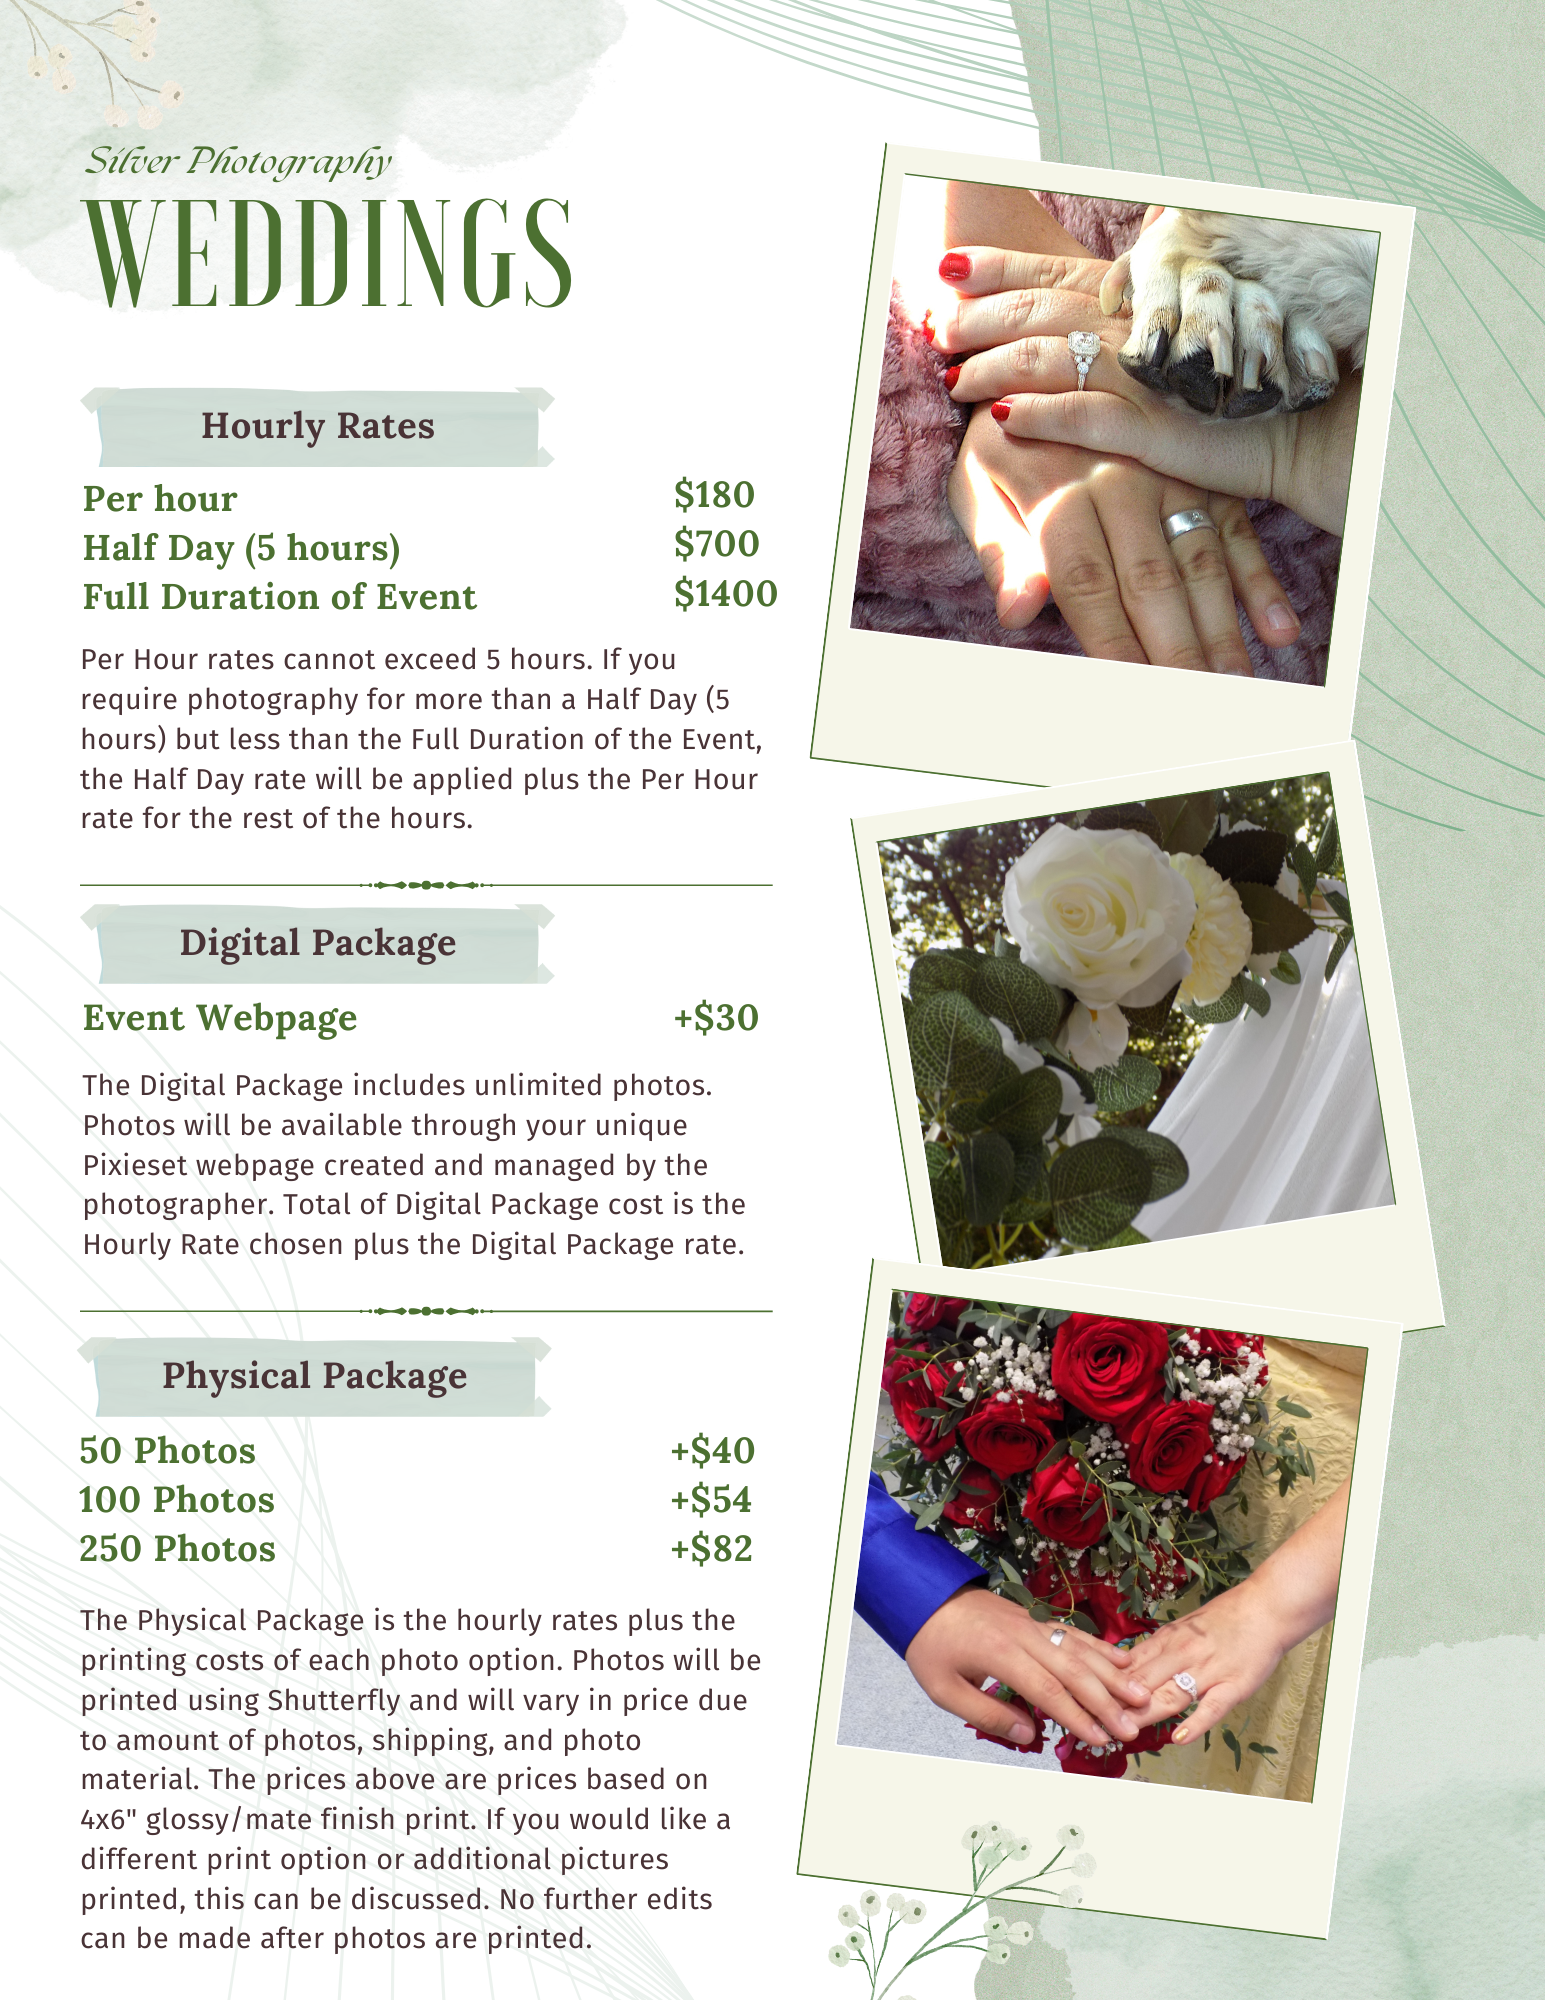 Silver Photography
WEDDINGS
Hourly Rates
Per hour $180
Half Day (5 hours) $700
Full Duration of Event $1400
Per Hour rates cannot exceed 5 hours. If you
require photography for more than a Half Day (5
hours) but less than the Full Duration of the Event,
the Half Day rate will be applied plus the Per Hour
rate for the rest of the hours.
Digital Package
Event Webpage +$30
The Digital Package includes unlimited photos.
Photos will be available through your unique
Pixieset webpage created and managed by the
photographer. Total of Digital Package cost is the
Hourly Rate chosen plus the Digital Package rate.
Physical Package
50 Photos +$40
100 Photos +$54
250 Photos +$82
The Physical Package is the hourly rates plus the
printing costs of each photo option. Photos will be
printed using Shutterfly and will vary in price due
to amount of photos, shipping, and photo
material. The prices above are prices based on
4x6" glossy/mate finish print. If you would like a
different print option or additional pictures
printed, this can be discussed. No further edits
can be made after photos are printed.